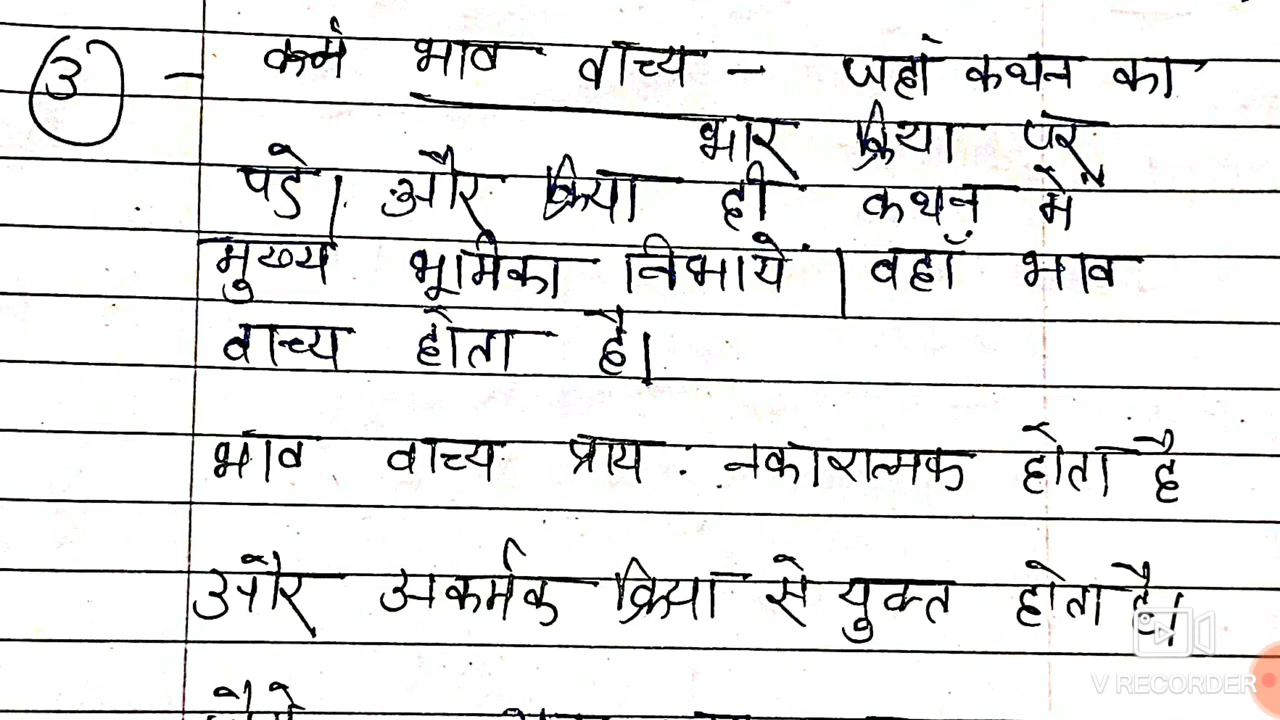 3 - कर्म भाव वाच्य - जहां कथन का
भार क्रिया पर
पडे। और क्रिया ही कथन में
मुख्य भूमिका निभाये। वहाँ भाव
वाच्य होता है।
भाव वाच्य प्राय: नकारात्मक होता है
और अकर्मक क्रिया से युक्त होता है।
V RECORDER